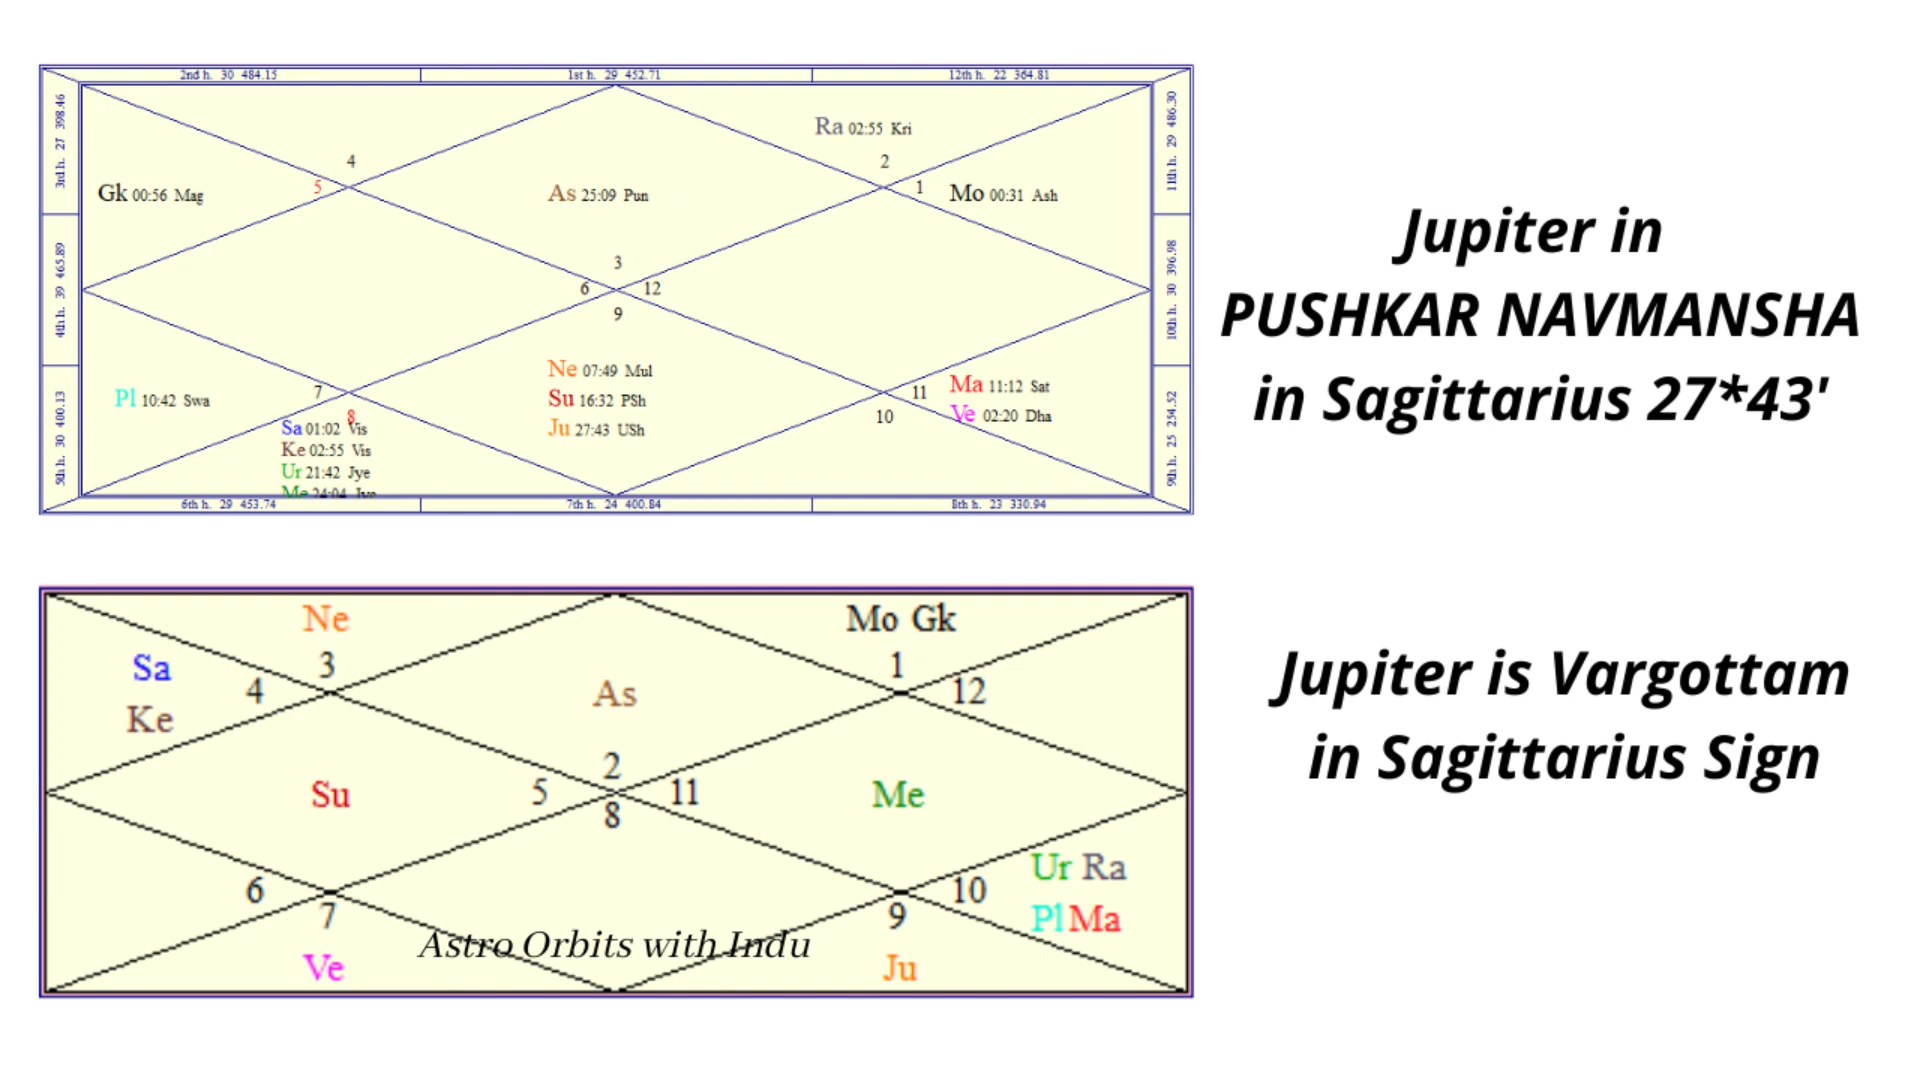 2nd h. 30 484.15
1st h. 29 452.71
12th h. 22 364.81
3rd h. 27 398.46
4th h. 39 465.89
5th h. 30 400.13
11th h. 29 486.30
10th h. 30 396.98
9th h. 25 254.52
Ra 02:55 Kri
4
2
5
1
Gk 00:56 Mag
As 25:09 Pun
Mo 00:31 Ash
3
6
12
9
Ne 07:49 Mul
Su 16:32 PSh
Ju 27:43 USh
7
11
Ma 11:12 Sat
Pl 10:42 Swa
8
10
Ve 02:20 Dha
Sa 01:02 Vis
Ke 02:55 Vis
Ur 21:42 Jye
Me 24:04 Jye
6th h. 29 453.74
7th h. 24 400.84
8th h. 23 330.94
Jupiter in
PUSHKAR NAVMANSHA
in Sagittarius 27*43'
Ne
Mo Gk
3
1
Sa
4
12
Ke
As
2
5
11
8
Su
Me
Ur Ra
6
10
7
9
Pl Ma
Ve
Ju
Astro Orbits with Indu
Jupiter is Vargottam
in Sagittarius Sign